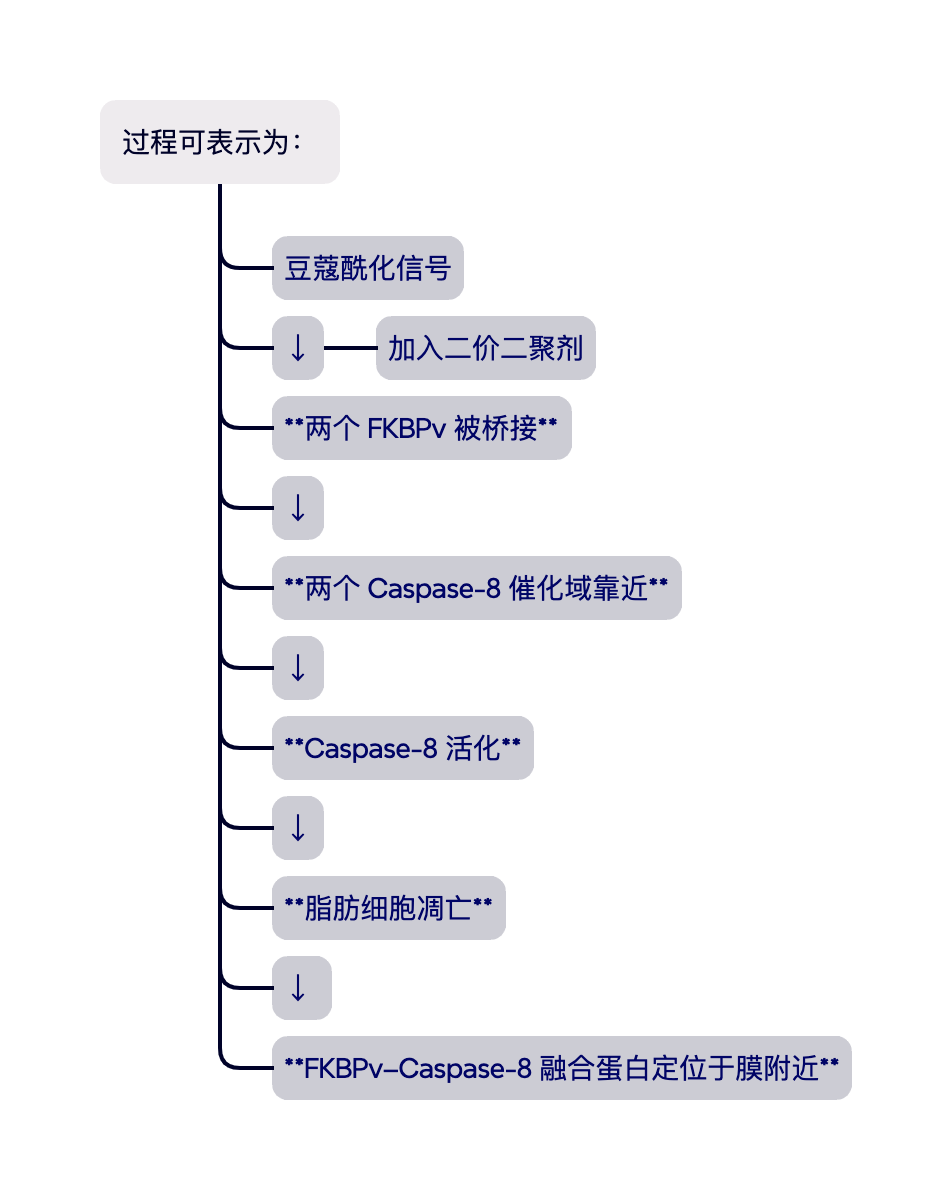 过程可表示为：
豆蔻酰化信号
↓
加入二价二聚剂
**两个 FKBPv 被桥接**
↓
**两个 Caspase-8 催化域靠近**
↓
**Caspase-8 活化**
↓
**脂肪细胞凋亡**
↓
**FKBPv–Caspase-8 融合蛋白定位于膜附近**